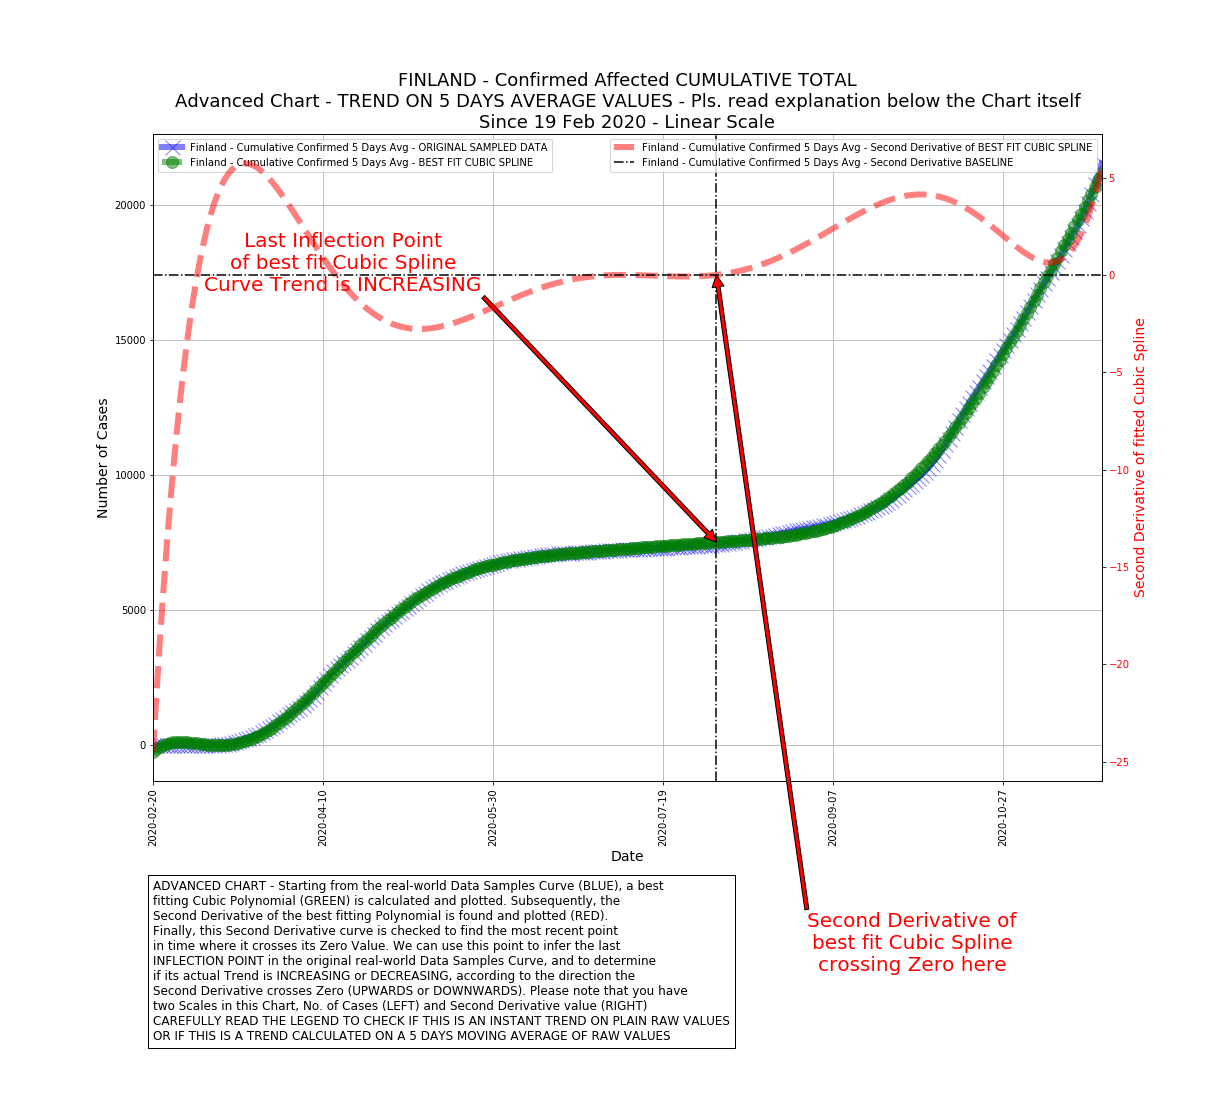 FINLAND - Confirmed Affected CUMULATIVE TOTAL
Advanced Chart - TREND ON 5 DAYS AVERAGE VALUES - Pls. read explanation below the Chart itself
Since 19 Feb 2020 - Linear Scale
Finland - Cumulative Confirmed 5 Days Avg - ORIGINAL SAMPLED DATA
Finland - Cumulative Confirmed 5 Days Avg - BEST FIT CUBIC SPLINE
Finland - Cumulative Confirmed 5 Days Avg - Second Derivative of BEST FIT CUBIC SPLINE
Finland - Cumulative Confirmed 5 Days Avg - Second Derivative BASELINE
Last Inflection Point
of best fit Cubic Spline
Curve Trend is INCREASING
Number of Cases
20000
15000
10000
5000
0
5
0
−5
−10
−15
−20
−25
Second Derivative of fitted Cubic Spline
2020-02-20
2020-04-10
2020-05-30
2020-07-19
2020-09-07
2020-10-27
Date
ADVANCED CHART - Starting from the real-world Data Samples Curve (BLUE), a best
fitting Cubic Polynomial (GREEN) is calculated and plotted. Subsequently, the
Second Derivative of the best fitting Polynomial is found and plotted (RED).
Finally, this Second Derivative curve is checked to find the most recent point
in time where it crosses its Zero Value. We can use this point to infer the last
INFLECTION POINT in the original real-world Data Samples Curve, and to determine
if its actual Trend is INCREASING or DECREASING, according to the direction the
Second Derivative crosses Zero (UPWARDS or DOWNWARDS). Please note that you have
two Scales in this Chart, No. of Cases (LEFT) and Second Derivative value (RIGHT)
CAREFULLY READ THE LEGEND TO CHECK IF THIS IS AN INSTANT TREND ON PLAIN RAW VALUES
OR IF THIS IS A TREND CALCULATED ON A 5 DAYS MOVING AVERAGE OF RAW VALUES
Second Derivative of
best fit Cubic Spline
crossing Zero here